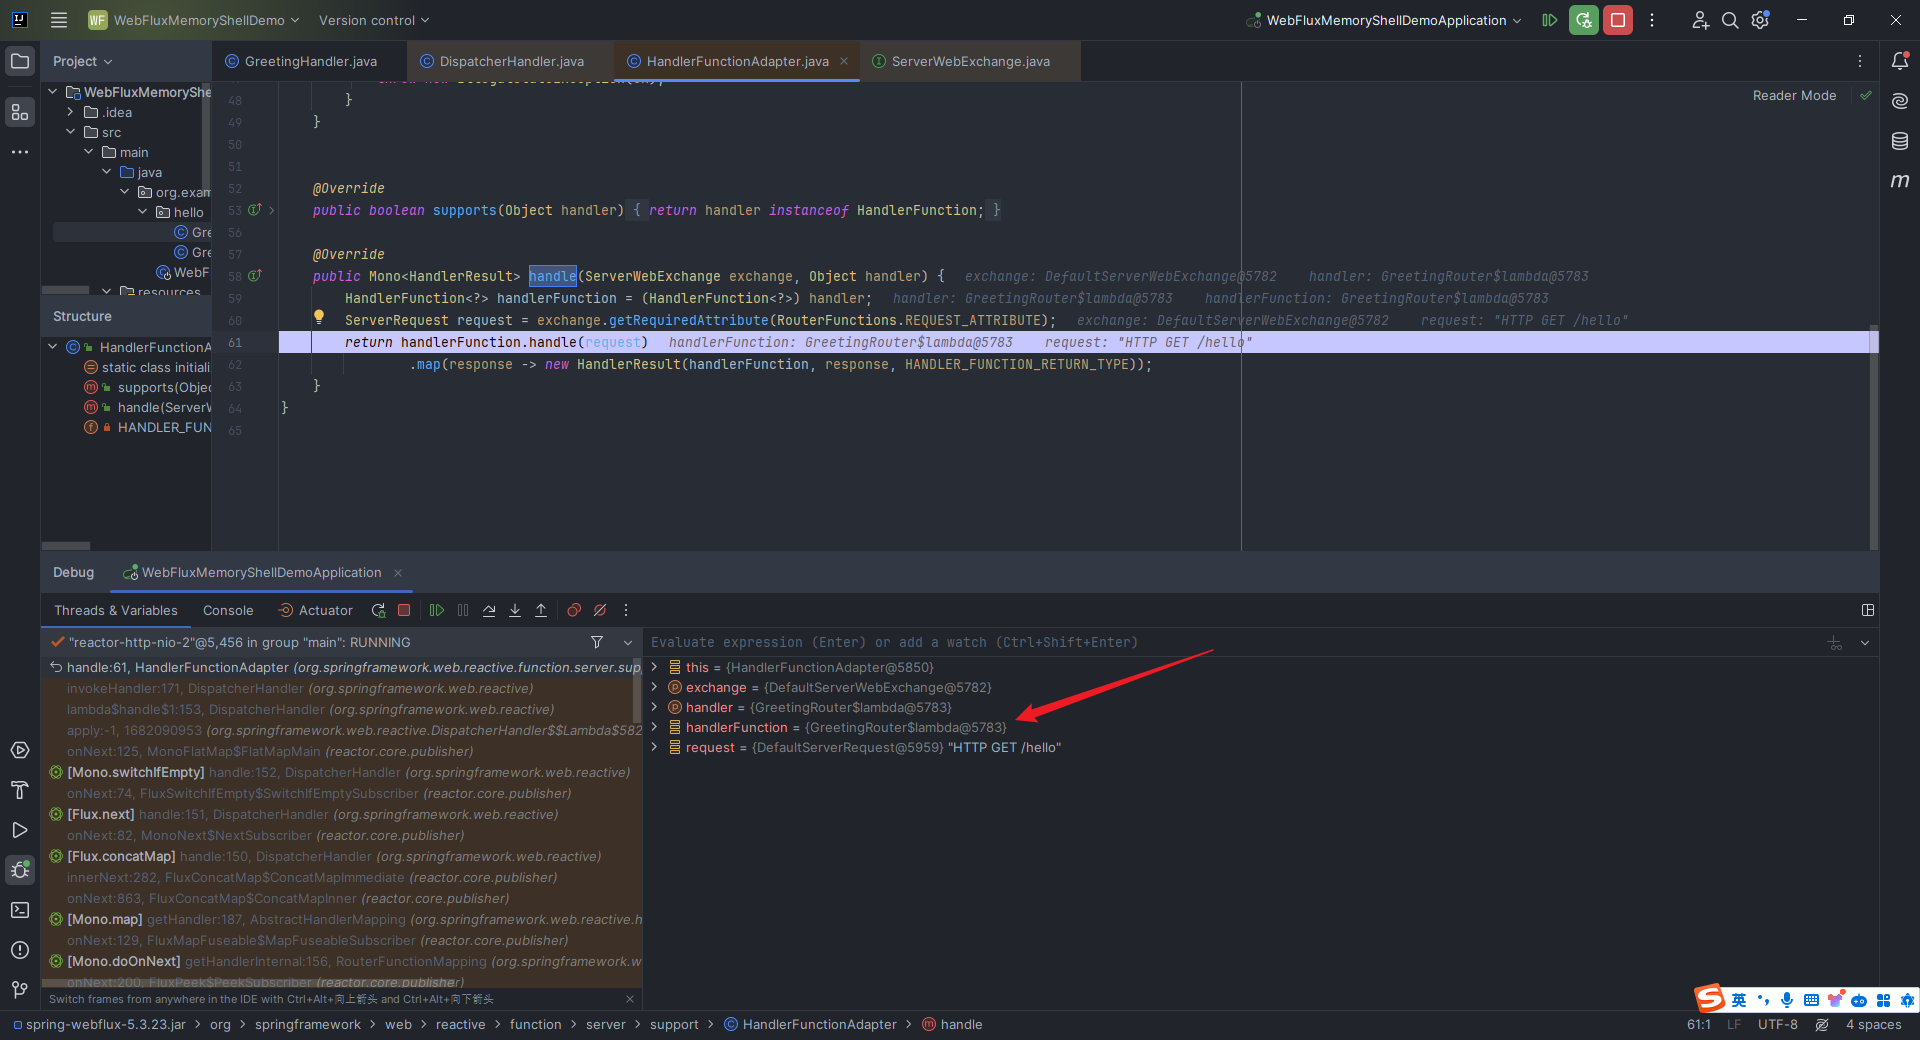 WF WebFluxMemoryShellDemo Version control
WebFluxMemoryShellDemoApplication
Project
GreetingHandler.java DispatcherHandler.java HandlerFunctionAdapter.java ServerWebExchange.java
WebFluxMemoryShe
.idea
src
main
java
org.exam
hello
Gre
Gre
WebF
resources
Structure
HandlerFunctionA
static class initiali
supports(Objec
handle(ServerW
HANDLER_FUN
Reader Mode
48 }
49 }
50
51
52 @Override
53 public boolean supports(Object handler) { return handler instanceof HandlerFunction; }
56
57 @Override
58 public Mono<HandlerResult> handle(ServerWebExchange exchange, Object handler) { exchange: DefaultServerWebExchange@5782 handler: GreetingRouter$lambda@5783
59 HandlerFunction<?> handlerFunction = (HandlerFunction<?>) handler; handler: GreetingRouter$lambda@5783 handlerFunction: GreetingRouter$lambda@5783
60 ServerRequest request = exchange.getRequiredAttribute(RouterFunctions.REQUEST_ATTRIBUTE); exchange: DefaultServerWebExchange@5782 request: "HTTP GET /hello"
61 return handlerFunction.handle(request) handlerFunction: GreetingRouter$lambda@5783 request: "HTTP GET /hello"
62 .map(response -> new HandlerResult(handlerFunction, response, HANDLER_FUNCTION_RETURN_TYPE));
63 }
64 }
65
Debug WebFluxMemoryShellDemoApplication
Threads & Variables Console Actuator
"reactor-http-nio-2"@5,456 in group "main": RUNNING
handle:61, HandlerFunctionAdapter (org.springframework.web.reactive.function.server.sup
invokeHandler:171, DispatcherHandler (org.springframework.web.reactive)
lambda$handle$1:153, DispatcherHandler (org.springframework.web.reactive)
apply:-1, 1682090953 (org.springframework.web.reactive.DispatcherHandler$$Lambda$582
onNext:125, MonoFlatMap$FlatMapMain (reactor.core.publisher)
[Mono.switchIfEmpty] handle:152, DispatcherHandler (org.springframework.web.reactive)
onNext:74, FluxSwitchIfEmpty$SwitchIfEmptySubscriber (reactor.core.publisher)
[Flux.next] handle:151, DispatcherHandler (org.springframework.web.reactive)
onNext:82, MonoNext$NextSubscriber (reactor.core.publisher)
[Flux.concatMap] handle:150, DispatcherHandler (org.springframework.web.reactive)
innerNext:282, FluxConcatMap$ConcatMapImmediate (reactor.core.publisher)
onNext:863, FluxConcatMap$ConcatMapInner (reactor.core.publisher)
[Mono.map] getHandler:187, AbstractHandlerMapping (org.springframework.web.reactive.h
onNext:129, FluxMapFuseable$MapFuseableSubscriber (reactor.core.publisher)
[Mono.doOnNext] getHandlerInternal:156, RouterFunctionMapping (org.springframework.w
onNext:200, FluxPeek$PeekSubscriber (reactor.core.publisher)
Switch frames from anywhere in the IDE with Ctrl+Alt+向上箭头 and Ctrl+Alt+向下箭头
Evaluate expression (Enter) or add a watch (Ctrl+Shift+Enter)
this = {HandlerFunctionAdapter@5850}
exchange = {DefaultServerWebExchange@5782}
handler = {GreetingRouter$lambda@5783}
handlerFunction = {GreetingRouter$lambda@5783}
request = {DefaultServerRequest@5959} "HTTP GET /hello"
英
spring-webflux-5.3.23.jar > org > springframework > web > reactive > function > server > support > HandlerFunctionAdapter > handle
61:1 LF UTF-8 4 spaces